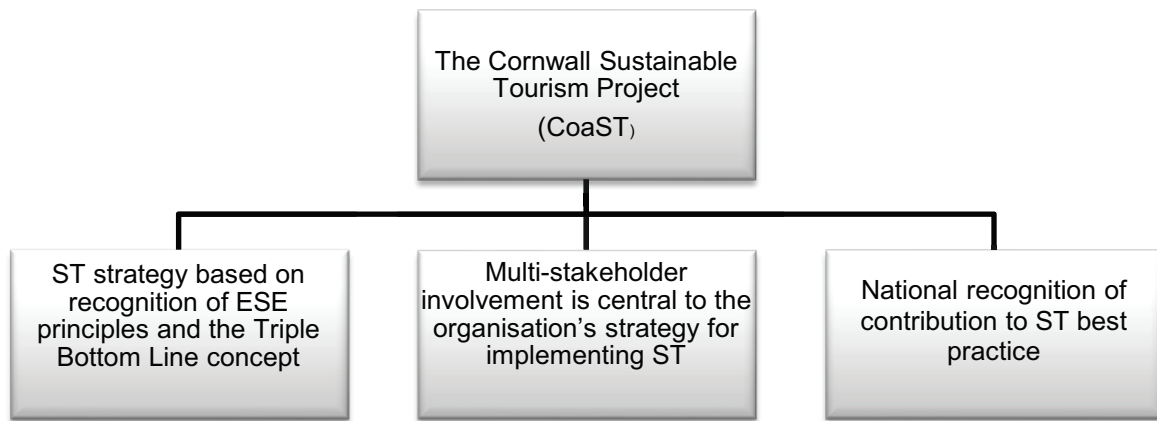 The Cornwall Sustainable
Tourism Project
(CoaST)
ST strategy based on
recognition of ESE
principles and the Triple
Bottom Line concept
Multi-stakeholder
involvement is central to the
organisation’s strategy for
implementing ST
National recognition of
contribution to ST best
practice